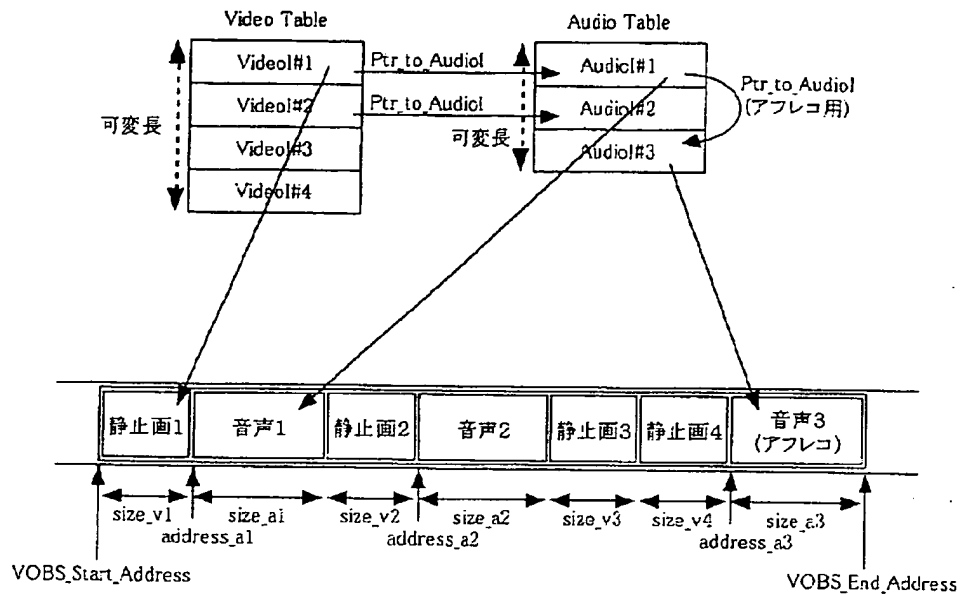 Video Table
Audio Table
VideoI#1
VideoI#2
VideoI#3
VideoI#4
可変長
Ptr_to_AudioI
Ptr_to_AudioI
AudioI#1
AudioI#2
AudioI#3
可変長
Ptr_to_AudioI
(アフレコ用)
静止画1
音声1
静止画2
音声2
静止画3
静止画4
音声3
(アフレコ)
size_v1
size_a1
size_v2
size_a2
size_v3
size_v4
size_a3
address_a1
address_a2
address_a3
VOBS_Start_Address
VOBS_End_Address